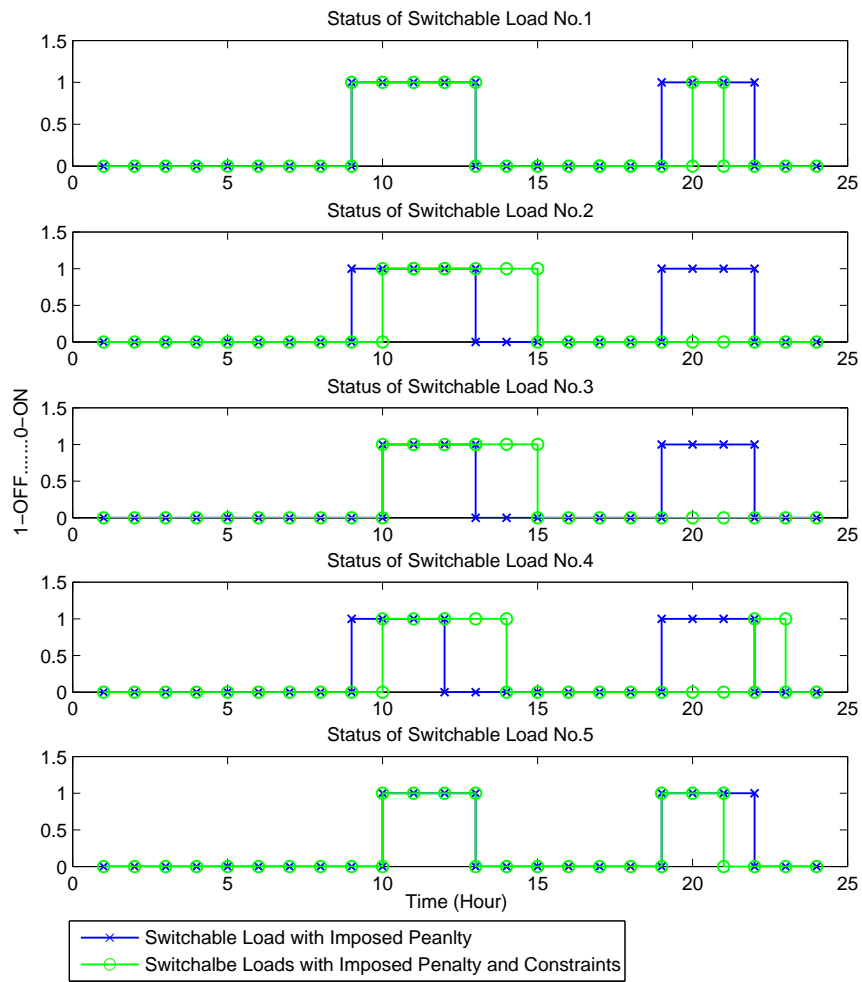 Status of Switchable Load No.1
1.5
1
0.5
0
0 5 10 15 20 25
Status of Switchable Load No.2
1.5
1
0.5
0
0 5 10 15 20 25
Status of Switchable Load No.3
1.5
1
0.5
0
0 5 10 15 20 25
1-OFF.......0-ON
Status of Switchable Load No.4
1.5
1
0.5
0
0 5 10 15 20 25
Status of Switchable Load No.5
1.5
1
0.5
0
0 5 10 15 20 25
Time (Hour)
Switchable Load with Imposed Peanlty
Switchalbe Loads with Imposed Penalty and Constraints